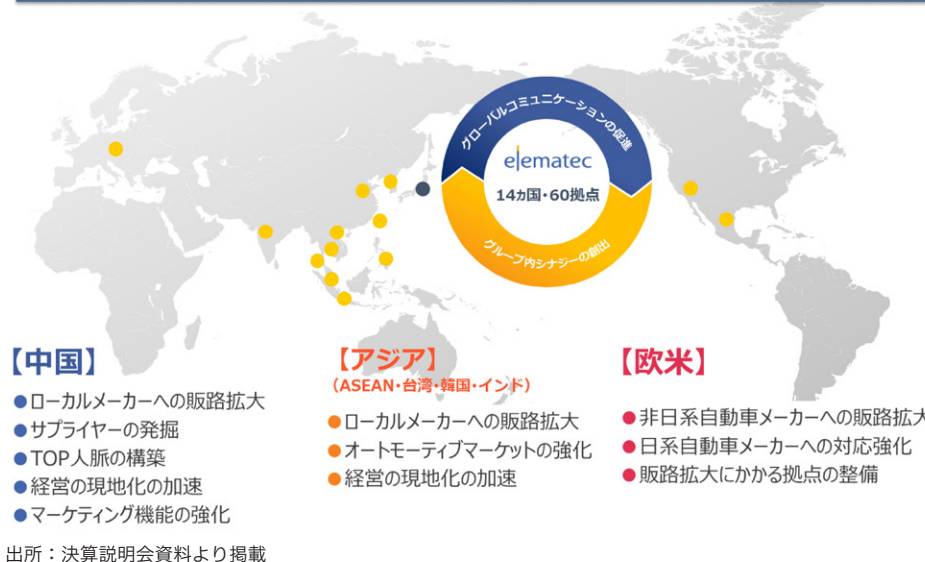 グローバルコミュニケーションの促進
elematec
14ヵ国・60拠点
グループ内シナジーの創出
【中国】
●ローカルメーカーへの販路拡大
●サプライヤーの発掘
●TOP人脈の構築
●経営の現地化の加速
●マーケティング機能の強化
【アジア】
（ASEAN・台湾・韓国・インド）
●ローカルメーカーへの販路拡大
●オートモーティブマーケットの強化
●経営の現地化の加速
【欧米】
●非日系自動車メーカーへの販路拡大
●日系自動車メーカーへの対応強化
●販路拡大にかかる拠点の整備
出所：決算説明会資料より掲載